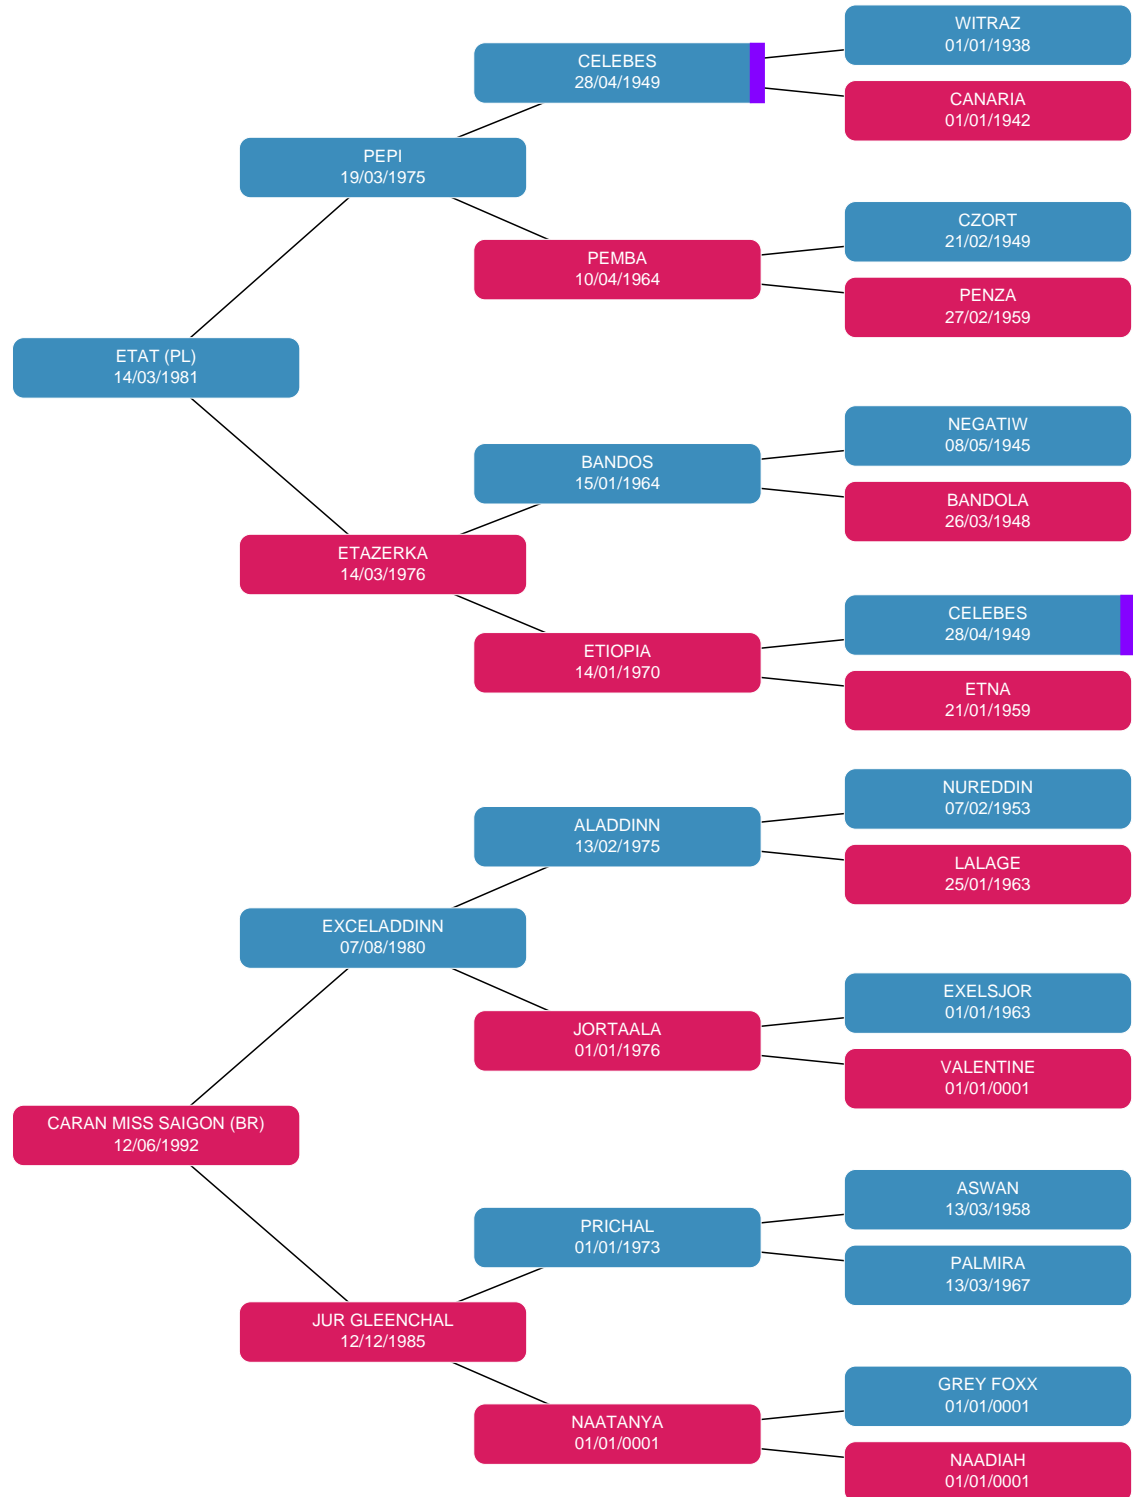 WITRAZ
01/01/1938
CELEBES
28/04/1949
CANARIA
01/01/1942
PEPI
19/03/1975
CZORT
21/02/1949
PEMBA
10/04/1964
PENZA
27/02/1959
ETAT (PL)
14/03/1981
NEGATIW
08/05/1945
BANDOS
15/01/1964
BANDOLA
26/03/1948
ETAZERKA
14/03/1976
CELEBES
28/04/1949
ETIOPIA
14/01/1970
ETNA
21/01/1959
NUREDDIN
07/02/1953
ALADDINN
13/02/1975
LALAGE
25/01/1963
EXCELADDINN
07/08/1980
EXELSJOR
01/01/1963
JORTAALA
01/01/1976
VALENTINE
01/01/0001
CARAN MISS SAIGON (BR)
12/06/1992
ASWAN
13/03/1958
PRICHAL
01/01/1973
PALMIRA
13/03/1967
JUR GLEENCHAL
12/12/1985
GREY FOXX
01/01/0001
NAATANYA
01/01/0001
NAADIAH
01/01/0001